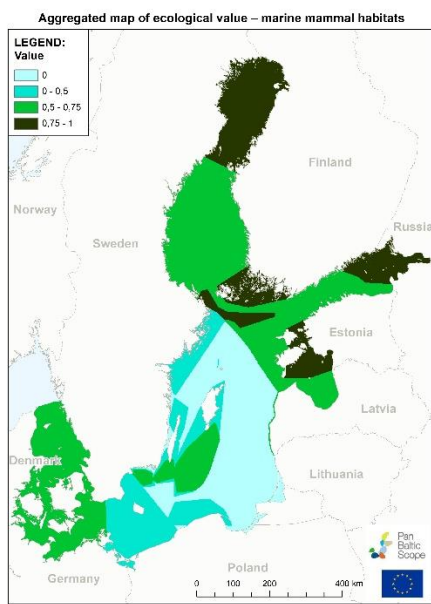 Aggregated map of ecological value – marine mammal habitats
LEGEND:
Value
0
0 - 0,5
0,5 - 0,75
0,75 - 1
Finland
Norway
Russia
Sweden
Estonia
Latvia
Denmark
Lithuania
Pan
Baltic
Scope
Poland
Germany
0 100 200 400 km